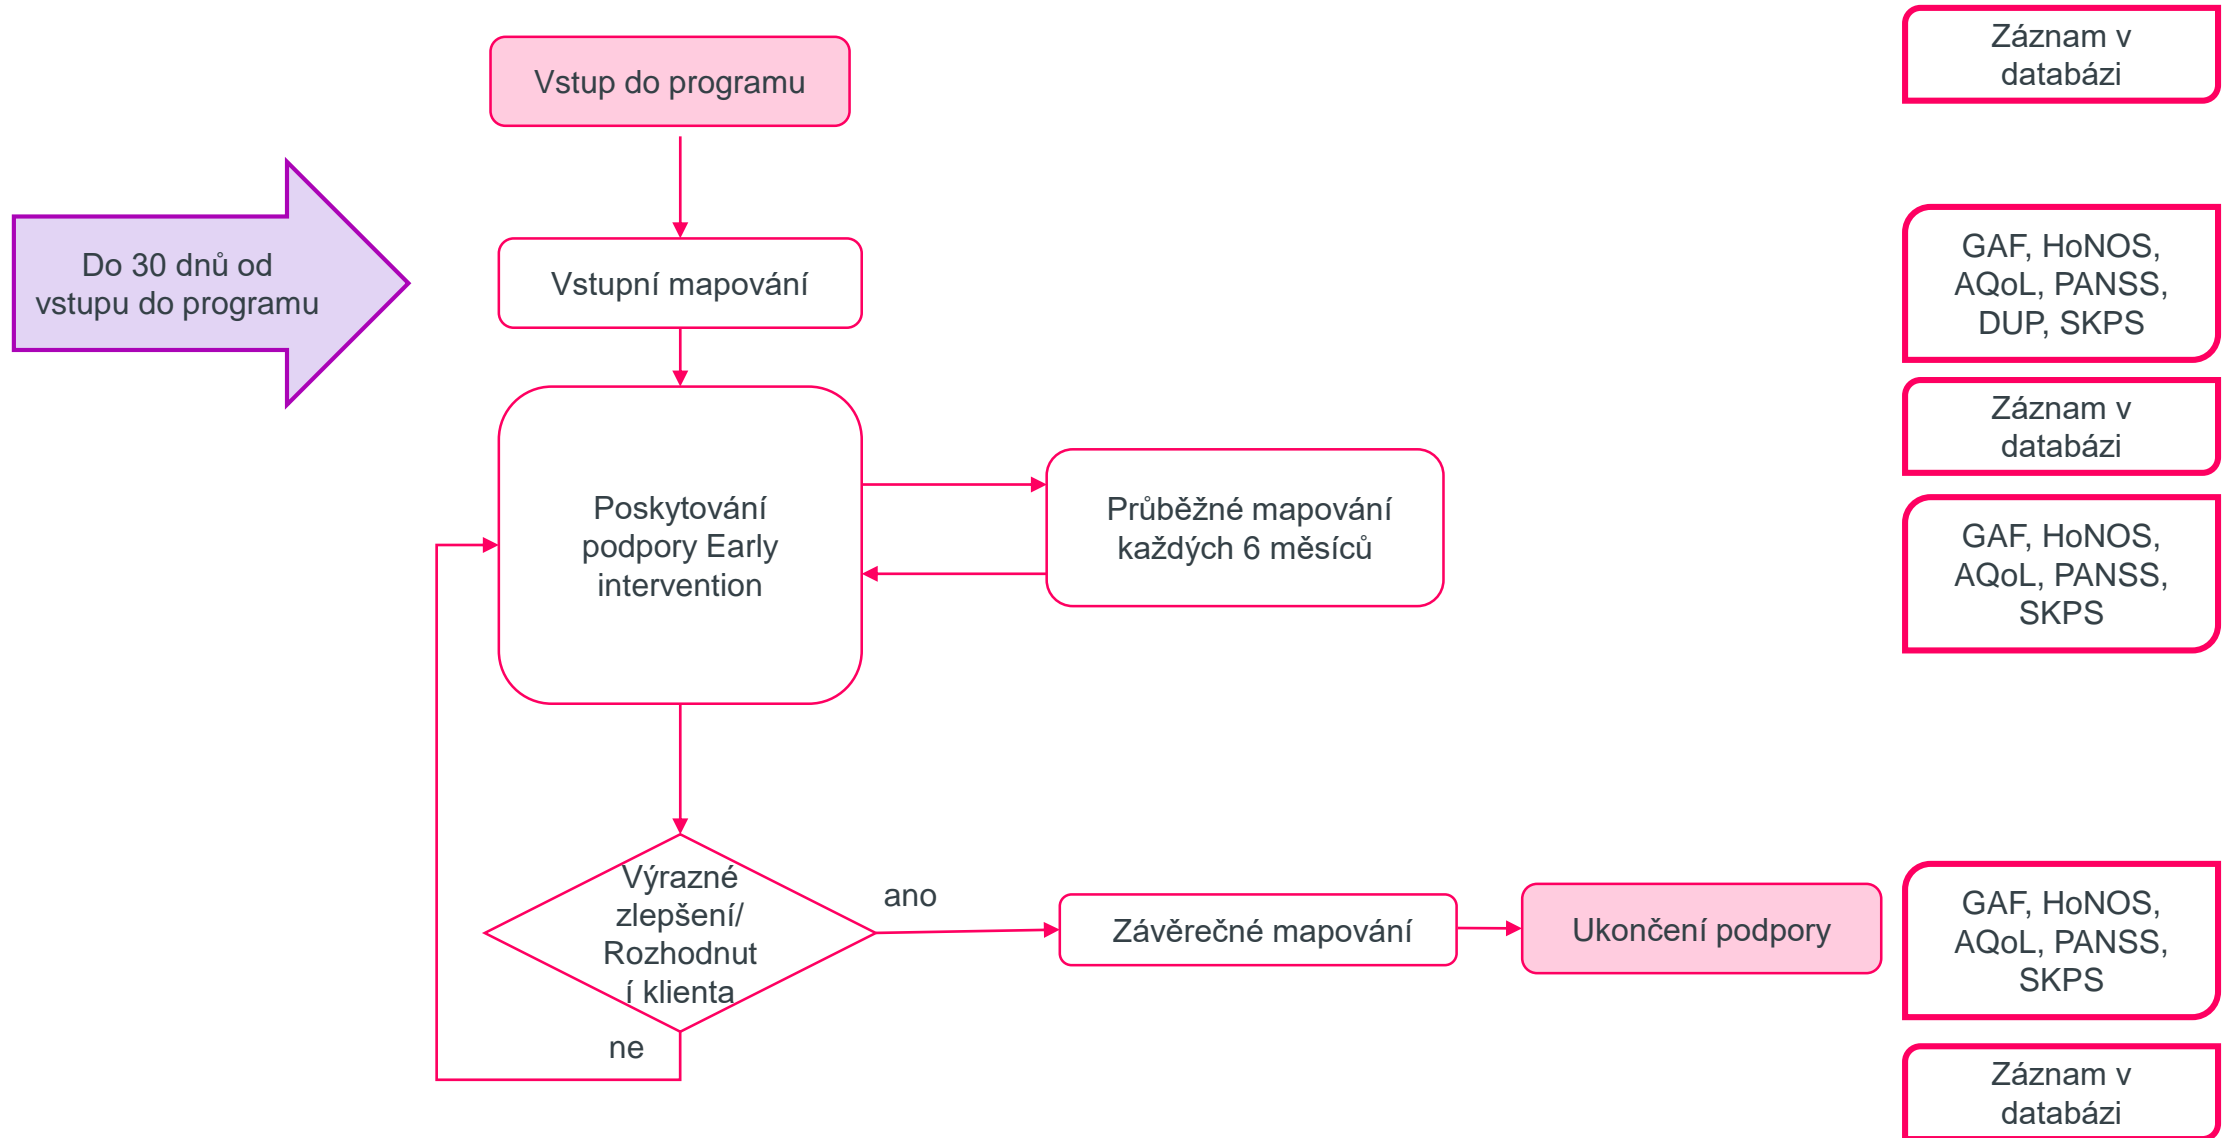 Vstup do programu
Záznam v
databázi
Do 30 dnů od
vstupu do programu
Vstupní mapování
GAF, HoNOS,
AQoL, PANSS,
DUP, SKPS
Záznam v
databázi
Poskytování
podpory Early
intervention
Průběžné mapování
každých 6 měsíců
GAF, HoNOS,
AQoL, PANSS,
SKPS
Výrazné
zlepšení/
Rozhodnut
í klienta
ano
ne
Závěrečné mapování
Ukončení podpory
GAF, HoNOS,
AQoL, PANSS,
SKPS
Záznam v
databázi